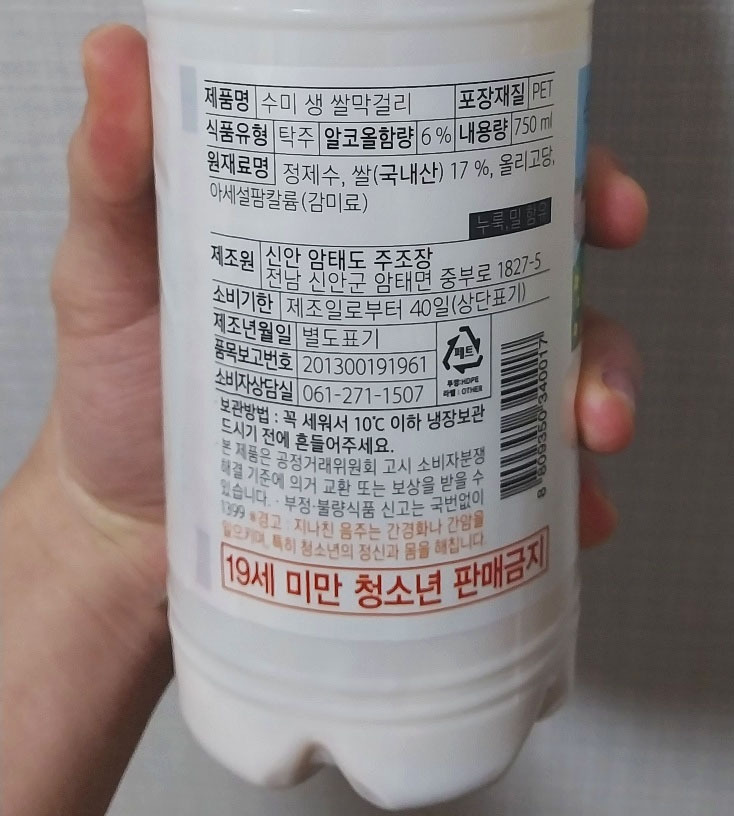 제품명 수미 생 쌀막걸리 포장재질 PET
식품유형 탁주 알코올함량 6 % 내용량 750 ml
원재료명 정제수, 쌀(국내산) 17 %, 올리고당,
아세설팜칼륨(감미료)
누룩,밀 함유
제조원 신안 암태도 주조장
전남 신안군 암태면 중부로 1827-5
소비기한 제조일로부터 40일(상단표기)
제조년월일 별도표기
품목보고번호 201300191961
소비자상담실 061-271-1507
페트
뚜껑:HDPE
라벨:OTHER
8 809350 340017
·보관방법 : 꼭 세워서 10℃ 이하 냉장보관
드시기 전에 흔들어주세요.
·본 제품은 공정거래위원회 고시 소비자분쟁
해결 기준에 의거 교환 또는 보상을 받을 수
있습니다. · 부정·불량식품 신고는 국번없이
1399 ※경고 : 지나친 음주는 간경화나 간암을
일으키며, 특히 청소년의 정신과 몸을 해칩니다.
19세 미만 청소년 판매금지